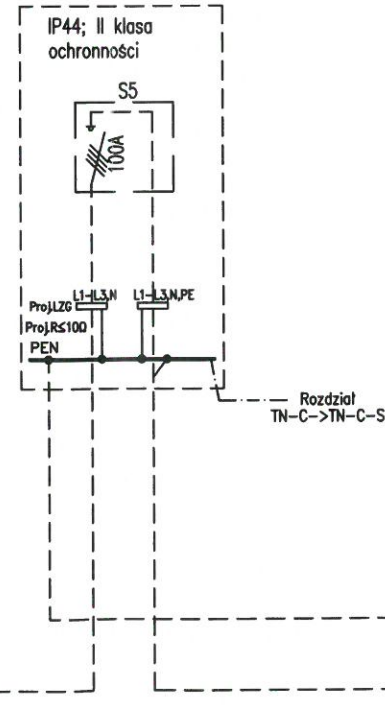 IP44; II klasa
ochronności
S5
100A
L1-L3,N
L1-L3,N,PE
Proj.LZG
Proj.R≤10Ω
PEN
Rozdział
TN-C->TN-C-S